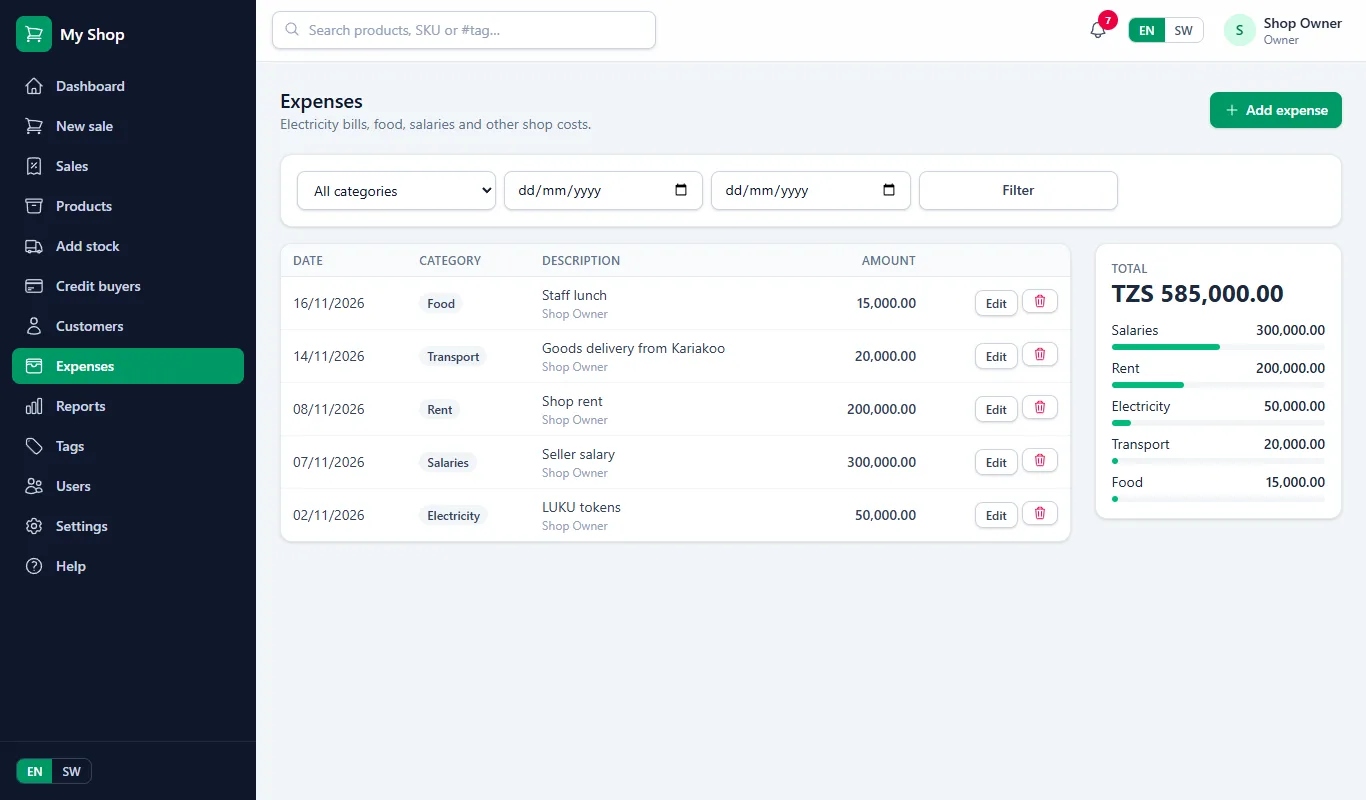 My Shop
Dashboard
New sale
Sales
Products
Add stock
Credit buyers
Customers
Expenses
Reports
Tags
Users
Settings
Help
EN SW
Search products, SKU or #tag...
7
EN SW
S
Shop Owner
Owner
Expenses
Electricity bills, food, salaries and other shop costs.
Add expense
All categories
dd/mm/yyyy
dd/mm/yyyy
Filter
DATE CATEGORY DESCRIPTION AMOUNT
16/11/2026 Food Staff lunch 15,000.00 Edit
Shop Owner
14/11/2026 Transport Goods delivery from Kariakoo 20,000.00 Edit
Shop Owner
08/11/2026 Rent Shop rent 200,000.00 Edit
Shop Owner
07/11/2026 Salaries Seller salary 300,000.00 Edit
Shop Owner
02/11/2026 Electricity LUKU tokens 50,000.00 Edit
Shop Owner
TOTAL
TZS 585,000.00
Salaries 300,000.00
Rent 200,000.00
Electricity 50,000.00
Transport 20,000.00
Food 15,000.00